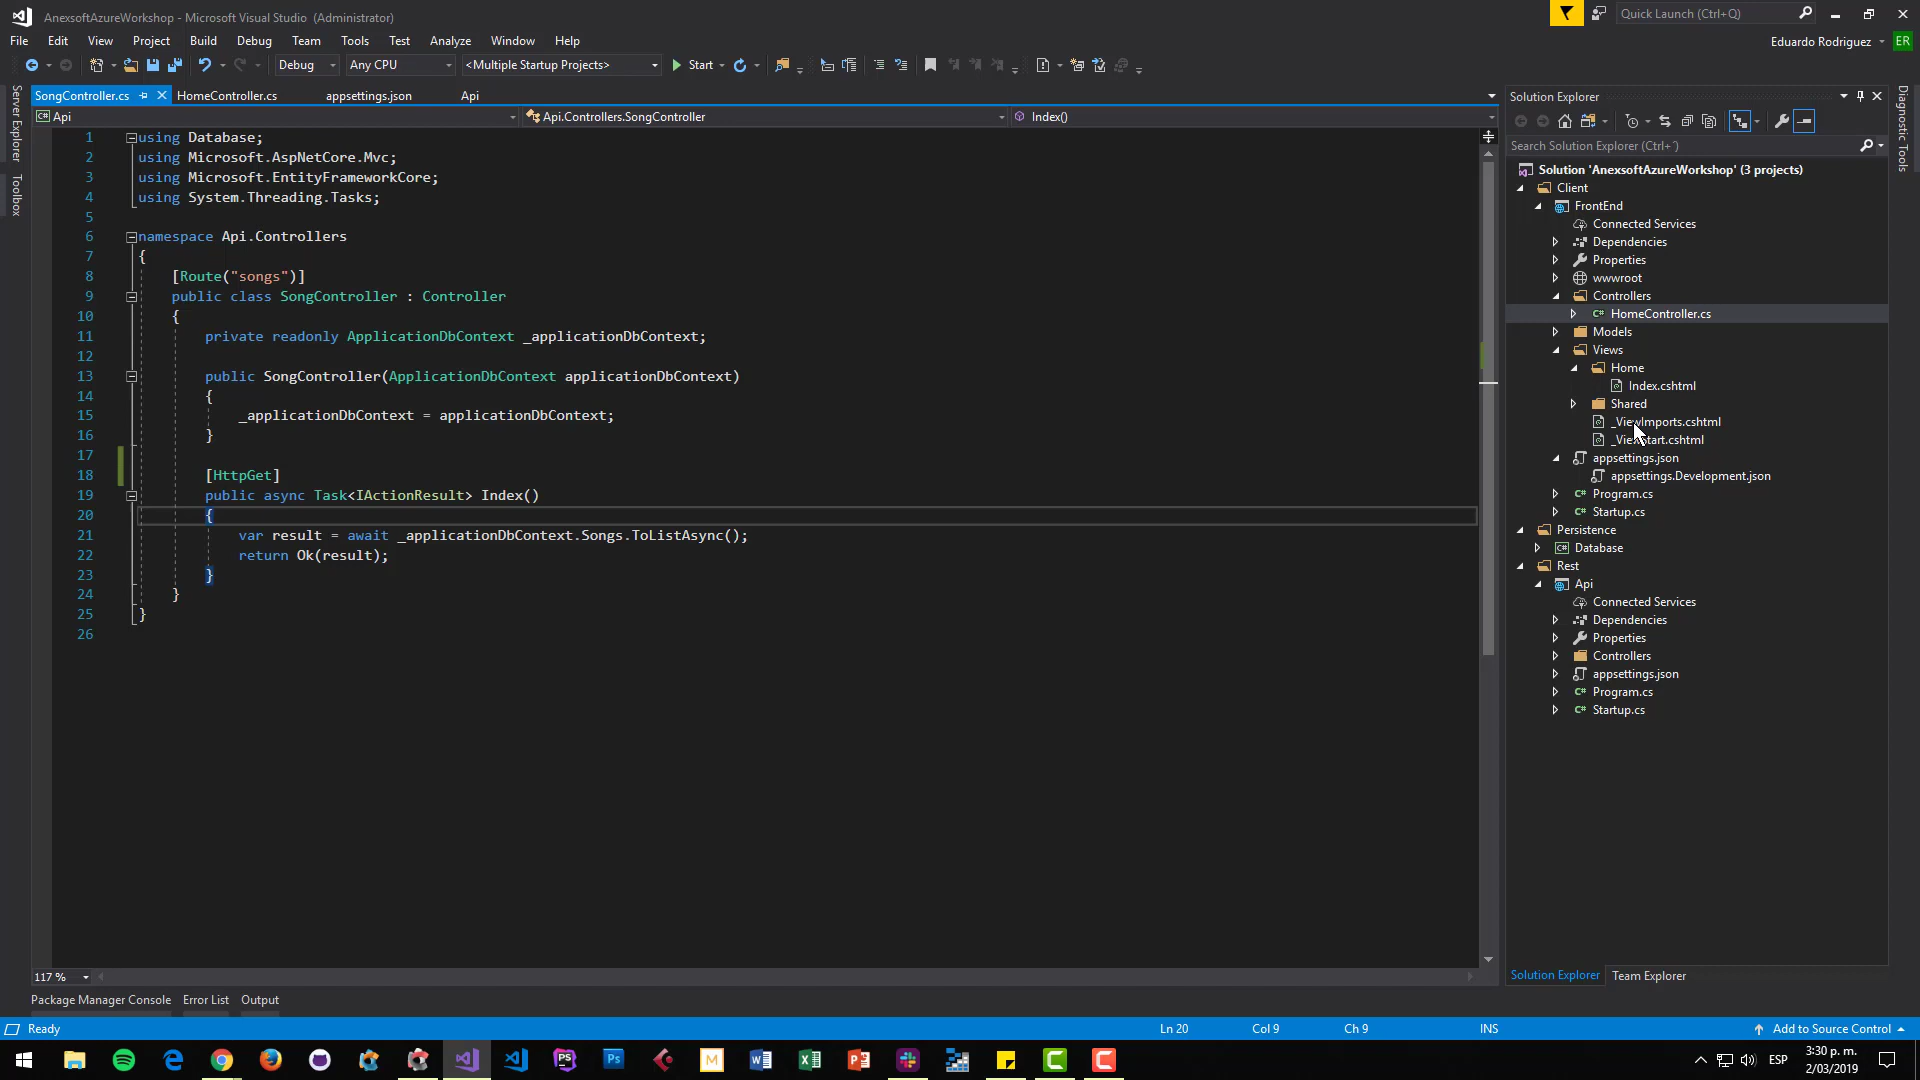 AnexsoftAzureWorkshop - Microsoft Visual Studio (Administrator)
Quick Launch (Ctrl+Q)
File Edit View Project Build Debug Team Tools Test Analyze Window Help
Eduardo Rodriguez
ER
Debug Any CPU <Multiple Startup Projects> Start
SongController.cs HomeController.cs appsettings.json Api
Api Api.Controllers.SongController Index()
Server Explorer
Toolbox
1 using Database;
2 using Microsoft.AspNetCore.Mvc;
3 using Microsoft.EntityFrameworkCore;
4 using System.Threading.Tasks;
5
6 namespace Api.Controllers
7 {
8 [Route("songs")]
9 public class SongController : Controller
10 {
11 private readonly ApplicationDbContext _applicationDbContext;
12
13 public SongController(ApplicationDbContext applicationDbContext)
14 {
15 _applicationDbContext = applicationDbContext;
16 }
17
18 [HttpGet]
19 public async Task<IActionResult> Index()
20 {
21 var result = await _applicationDbContext.Songs.ToListAsync();
22 return Ok(result);
23 }
24 }
25 }
26
117 %
Solution Explorer
Search Solution Explorer (Ctrl+´)
Solution 'AnexsoftAzureWorkshop' (3 projects)
Client
FrontEnd
Connected Services
Dependencies
Properties
wwwroot
Controllers
C# HomeController.cs
Models
Views
Home
Index.cshtml
Shared
_ViewImports.cshtml
_ViewStart.cshtml
appsettings.json
appsettings.Development.json
C# Program.cs
C# Startup.cs
Persistence
C# Database
Rest
Api
Connected Services
Dependencies
Properties
Controllers
appsettings.json
C# Program.cs
C# Startup.cs
Solution Explorer Team Explorer
Diagnostic Tools
Package Manager Console Error List Output
Ready Ln 20 Col 9 Ch 9 INS Add to Source Control
PS Ps M
ESP
3:30 p. m.
2/03/2019